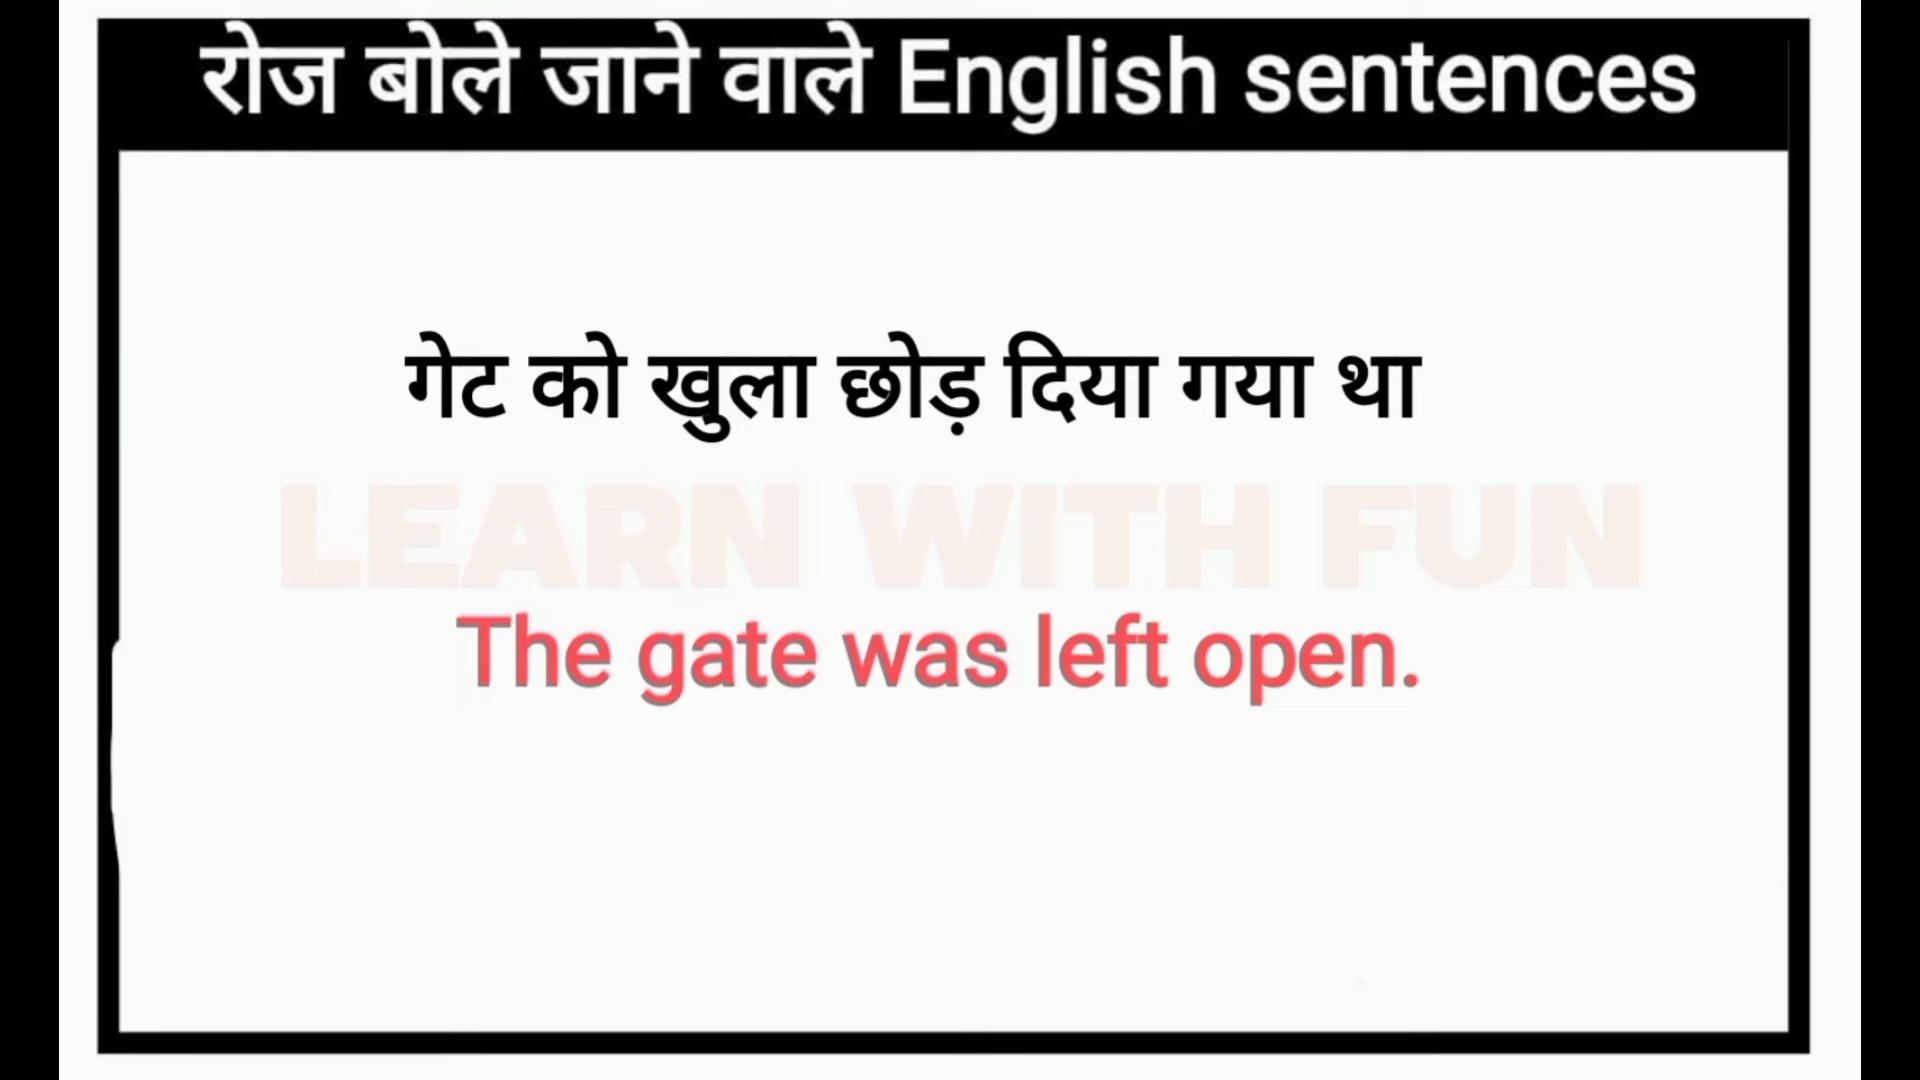 रोज बोले जाने वाले English sentences
गेट को खुला छोड़ दिया गया था
LEARN WITH FUN
The gate was left open.